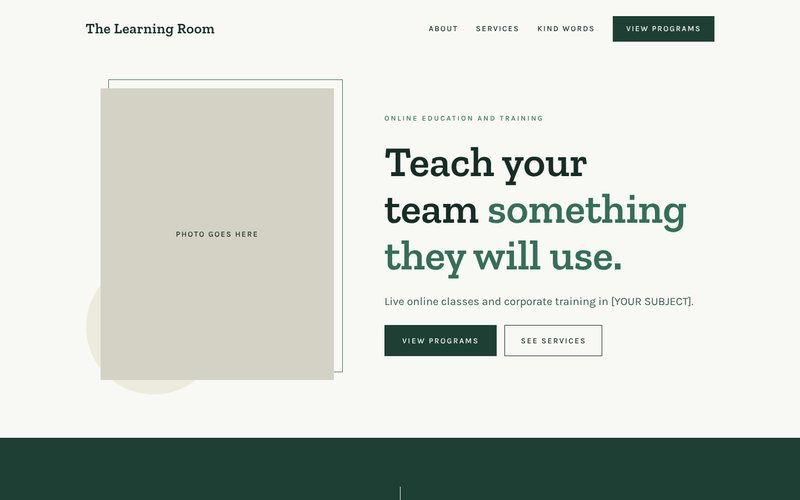 The Learning Room
ABOUT
SERVICES
KIND WORDS
VIEW PROGRAMS
PHOTO GOES HERE
ONLINE EDUCATION AND TRAINING
Teach your
team something
they will use.
Live online classes and corporate training in [YOUR SUBJECT].
VIEW PROGRAMS
SEE SERVICES